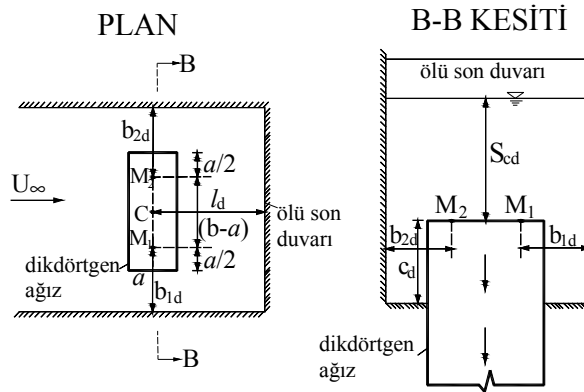 PLAN
B
b2d
a/2
M2
U∞
C
ld
(b-a)
ölü son
duvarı
M1
a/2
dikdörtgen
ağız
a
b1d
B
B-B KESİTİ
ölü son duvarı
Scd
M2
M1
b2d
b1d
cd
dikdörtgen
ağız